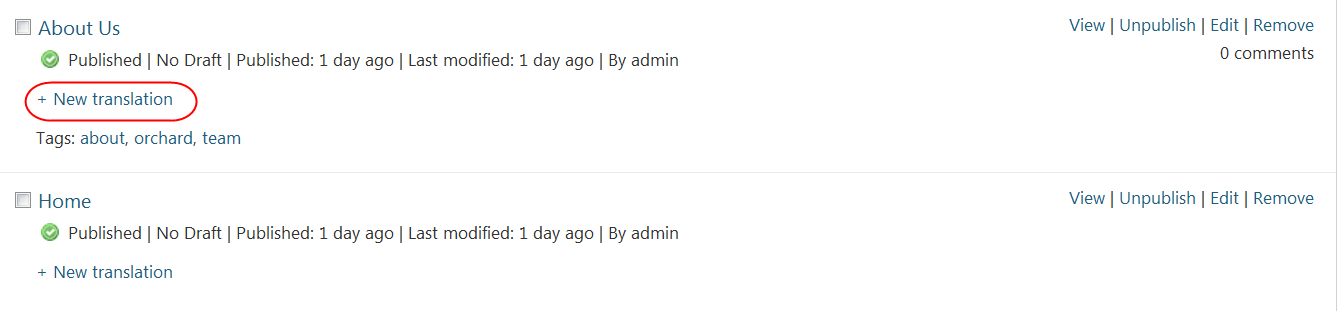 About Us
View | Unpublish | Edit | Remove
Published | No Draft | Published: 1 day ago | Last modified: 1 day ago | By admin
0 comments
+ New translation
Tags: about, orchard, team
Home
View | Unpublish | Edit | Remove
Published | No Draft | Published: 1 day ago | Last modified: 1 day ago | By admin
+ New translation